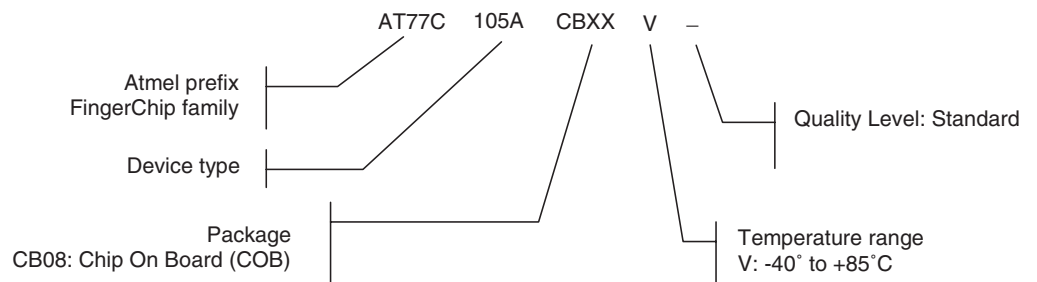 AT77C 105A CBXX V –
Atmel prefix
FingerChip family
Quality Level: Standard
Device type
Package
CB08: Chip On Board (COB)
Temperature range
V: -40˚ to +85˚C